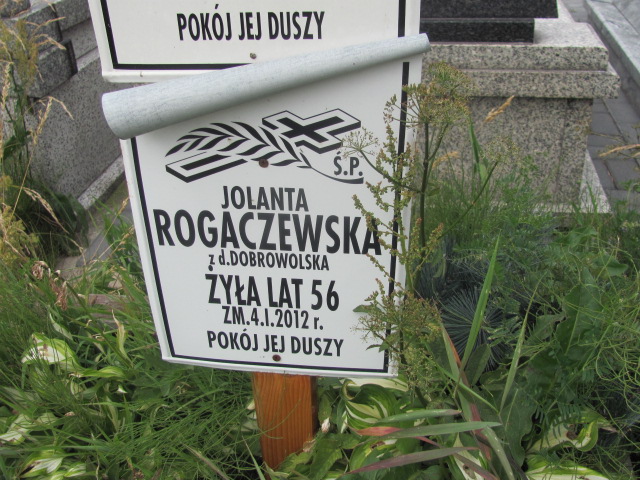 POKÓJ JEJ DUSZY
Ś.P.
JOLANTA
ROGACZEWSKA
z d.DOBROWOLSKA
ŻYŁA LAT 56
ZM.4.I.2012 r.
POKÓJ JEJ DUSZY